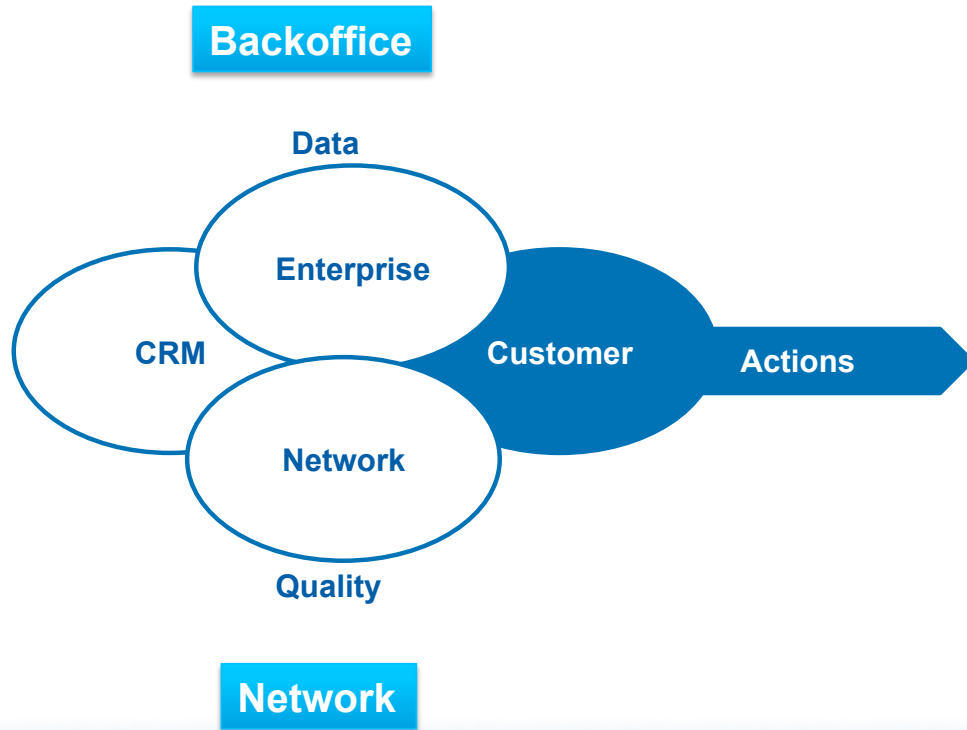 Backoffice
Data
Enterprise
CRM
Customer
Actions
Network
Quality
Network